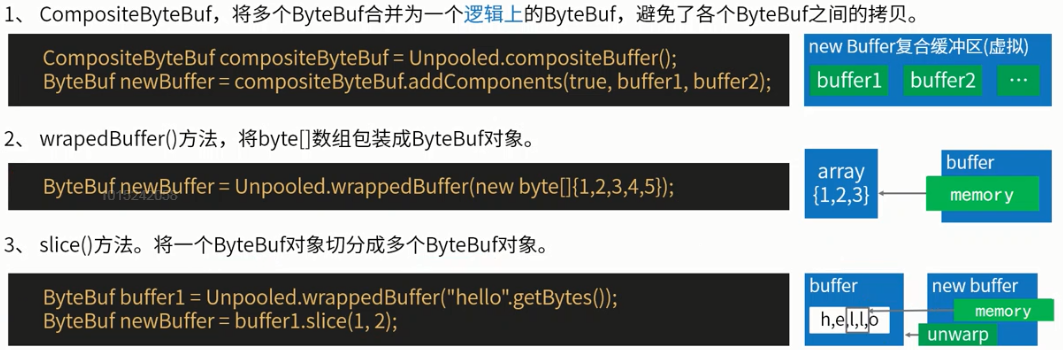 1、 CompositeByteBuf，将多个ByteBuf合并为一个逻辑上的ByteBuf，避免了各个ByteBuf之间的拷贝。
CompositeByteBuf compositeByteBuf = Unpooled.compositeBuffer();
ByteBuf newBuffer = compositeByteBuf.addComponents(true, buffer1, buffer2);
new Buffer复合缓冲区(虚拟)
buffer1 buffer2 ...
2、 wrapedBuffer()方法，将byte[]数组包装成ByteBuf对象。
ByteBuf newBuffer = Unpooled.wrappedBuffer(new byte[]{1,2,3,4,5});
array
{1,2,3}
buffer
memory
3、 slice()方法。将一个ByteBuf对象切分成多个ByteBuf对象。
ByteBuf buffer1 = Unpooled.wrappedBuffer("hello".getBytes());
ByteBuf newBuffer = buffer1.slice(1, 2);
buffer
h,e,l,l,o
new buffer
memory
unwarp